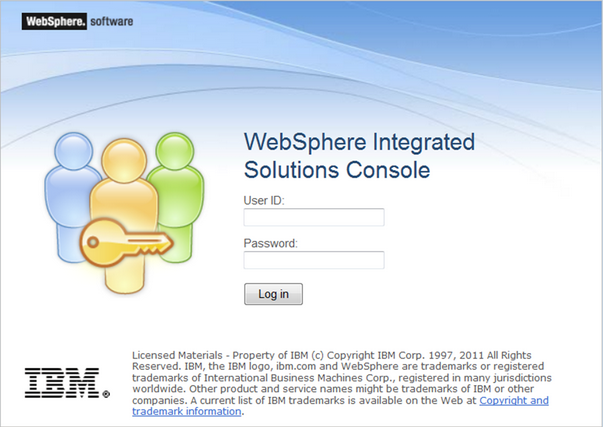 WebSphere. software
WebSphere Integrated
Solutions Console
User ID:
Password:
Log in
Licensed Materials - Property of IBM (c) Copyright IBM Corp. 1997, 2011 All Rights
Reserved. IBM, the IBM logo, ibm.com and WebSphere are trademarks or registered
trademarks of International Business Machines Corp., registered in many jurisdictions
worldwide. Other product and service names might be trademarks of IBM or other
companies. A current list of IBM trademarks is available on the Web at Copyright and
trademark information.
IBM®